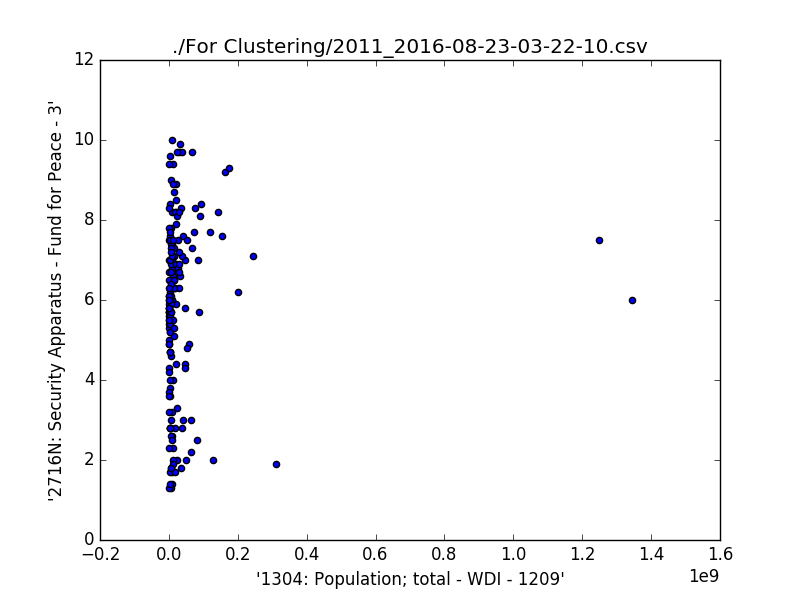 ./For Clustering/2011_2016-08-23-03-22-10.csv
12
10
8
6
4
2
0
'2716N: Security Apparatus - Fund for Peace - 3'
−0.2 0.0 0.2 0.4 0.6 0.8 1.0 1.2 1.4 1.6
1e9
'1304: Population; total - WDI - 1209'